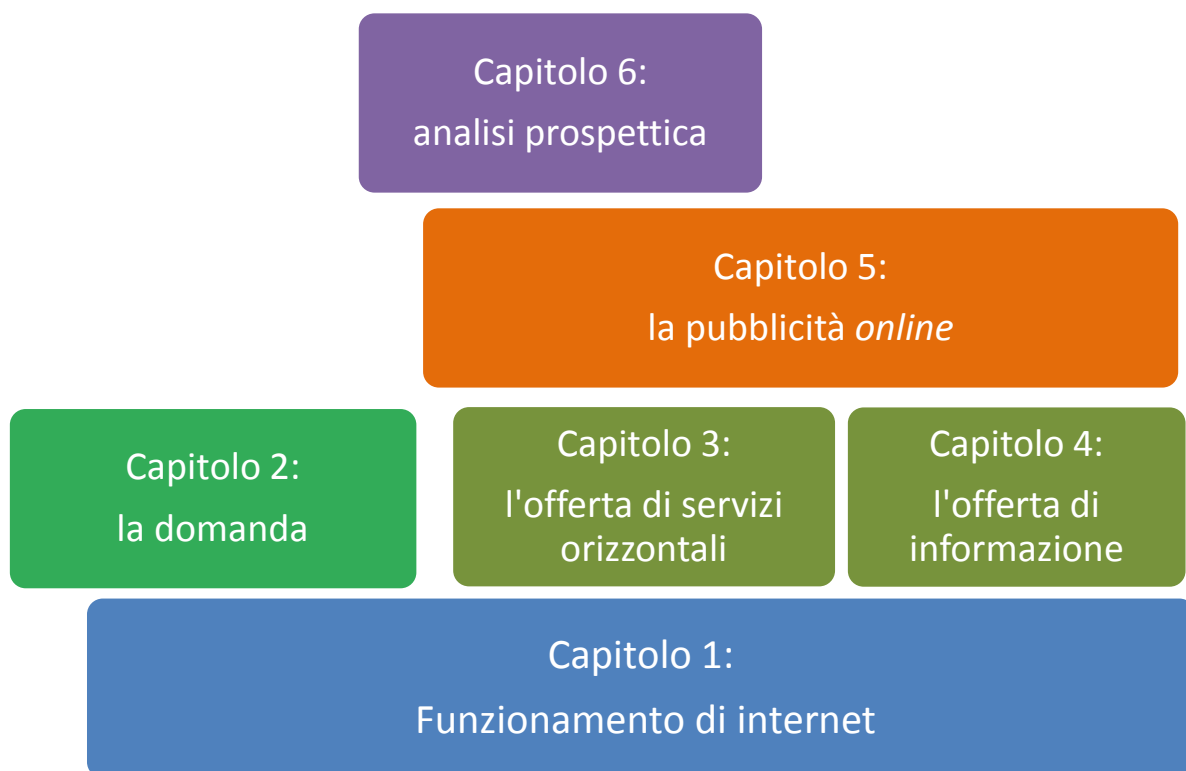 Capitolo 6:
analisi prospettica
Capitolo 5:
la pubblicità online
Capitolo 2:
la domanda
Capitolo 3:
l'offerta di servizi
orizzontali
Capitolo 4:
l'offerta di
informazione
Capitolo 1:
Funzionamento di internet